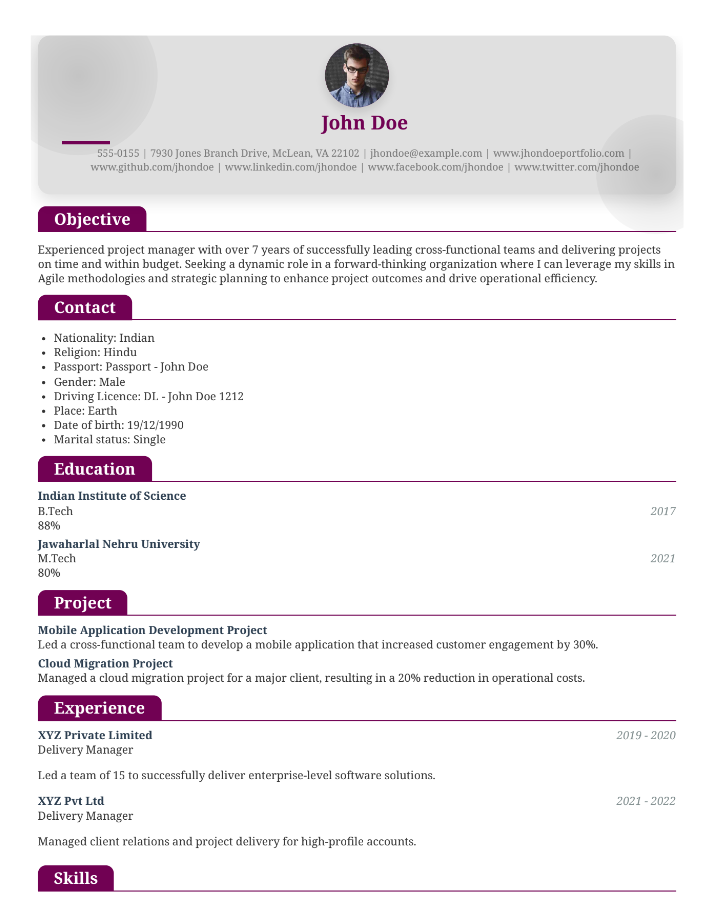 John Doe
555-0155 | 7930 Jones Branch Drive, McLean, VA 22102 | jhondoe@example.com | www.jhondoeportfolio.com |
www.github.com/jhondoe | www.linkedin.com/jhondoe | www.facebook.com/jhondoe | www.twitter.com/jhondoe
Objective
Experienced project manager with over 7 years of successfully leading cross-functional teams and delivering projects
on time and within budget. Seeking a dynamic role in a forward-thinking organization where I can leverage my skills in
Agile methodologies and strategic planning to enhance project outcomes and drive operational efficiency.
Contact
• Nationality: Indian
• Religion: Hindu
• Passport: Passport - John Doe
• Gender: Male
• Driving Licence: DL - John Doe 1212
• Place: Earth
• Date of birth: 19/12/1990
• Marital status: Single
Education
Indian Institute of Science
B.Tech 2017
88%
Jawaharlal Nehru University
M.Tech 2021
80%
Project
Mobile Application Development Project
Led a cross-functional team to develop a mobile application that increased customer engagement by 30%.
Cloud Migration Project
Managed a cloud migration project for a major client, resulting in a 20% reduction in operational costs.
Experience
XYZ Private Limited 2019 - 2020
Delivery Manager
Led a team of 15 to successfully deliver enterprise-level software solutions.
XYZ Pvt Ltd 2021 - 2022
Delivery Manager
Managed client relations and project delivery for high-profile accounts.
Skills